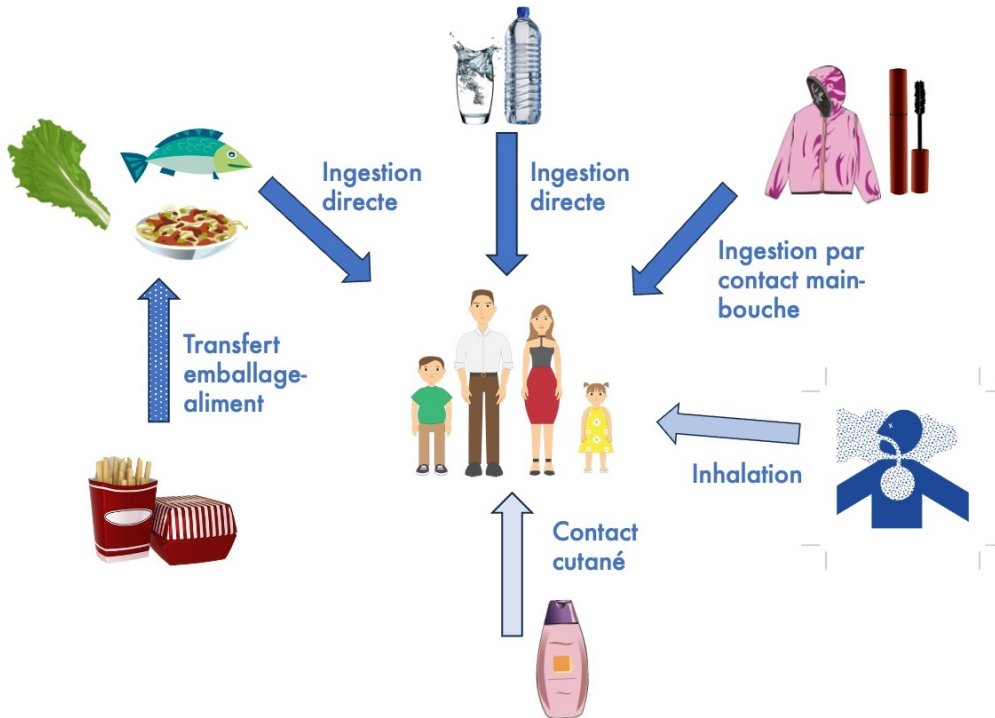 Ingestion
directe
Ingestion
directe
Ingestion par
contact main-
bouche
Transfert
emballage-
aliment
Inhalation
Contact
cutané